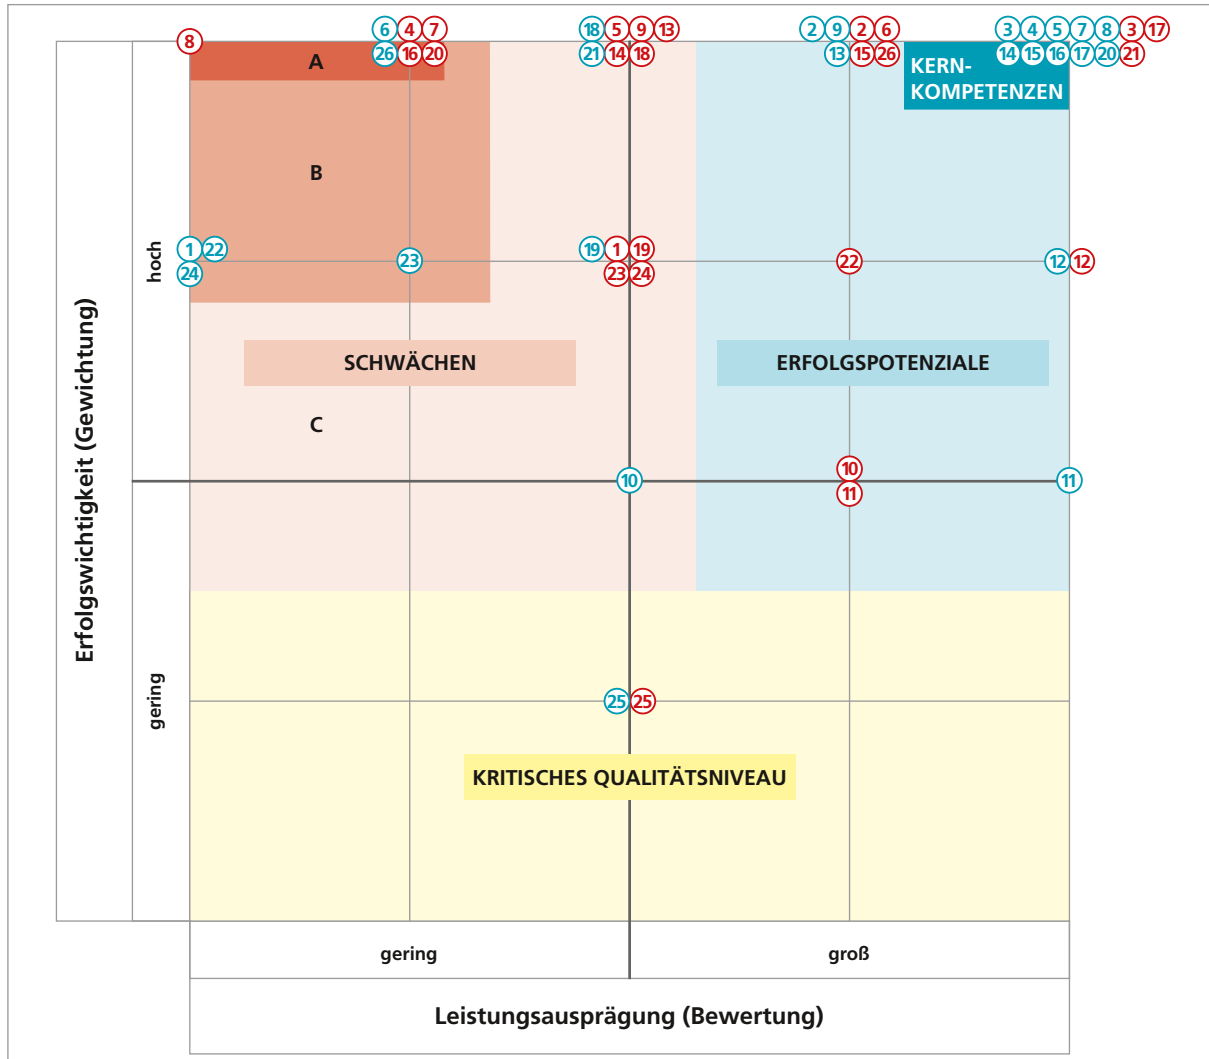 6 4 7
18 5 9 13
2 9 2 6
3 4 5 7 8 3 17
8
26 16 20
21 14 18
13 15 26
14 15 16 17 20 21
A
KERN-
KOMPETENZEN
B
hoch
1 22
24
23
19 1 19
23 24
22
12 12
SCHWÄCHEN
ERFOLGSPOTENZIALE
C
Erfolgswichtigkeit (Gewichtung)
10
10
11
11
gering
25 25
KRITISCHES QUALITÄTSNIVEAU
gering
groß
Leistungsausprägung (Bewertung)